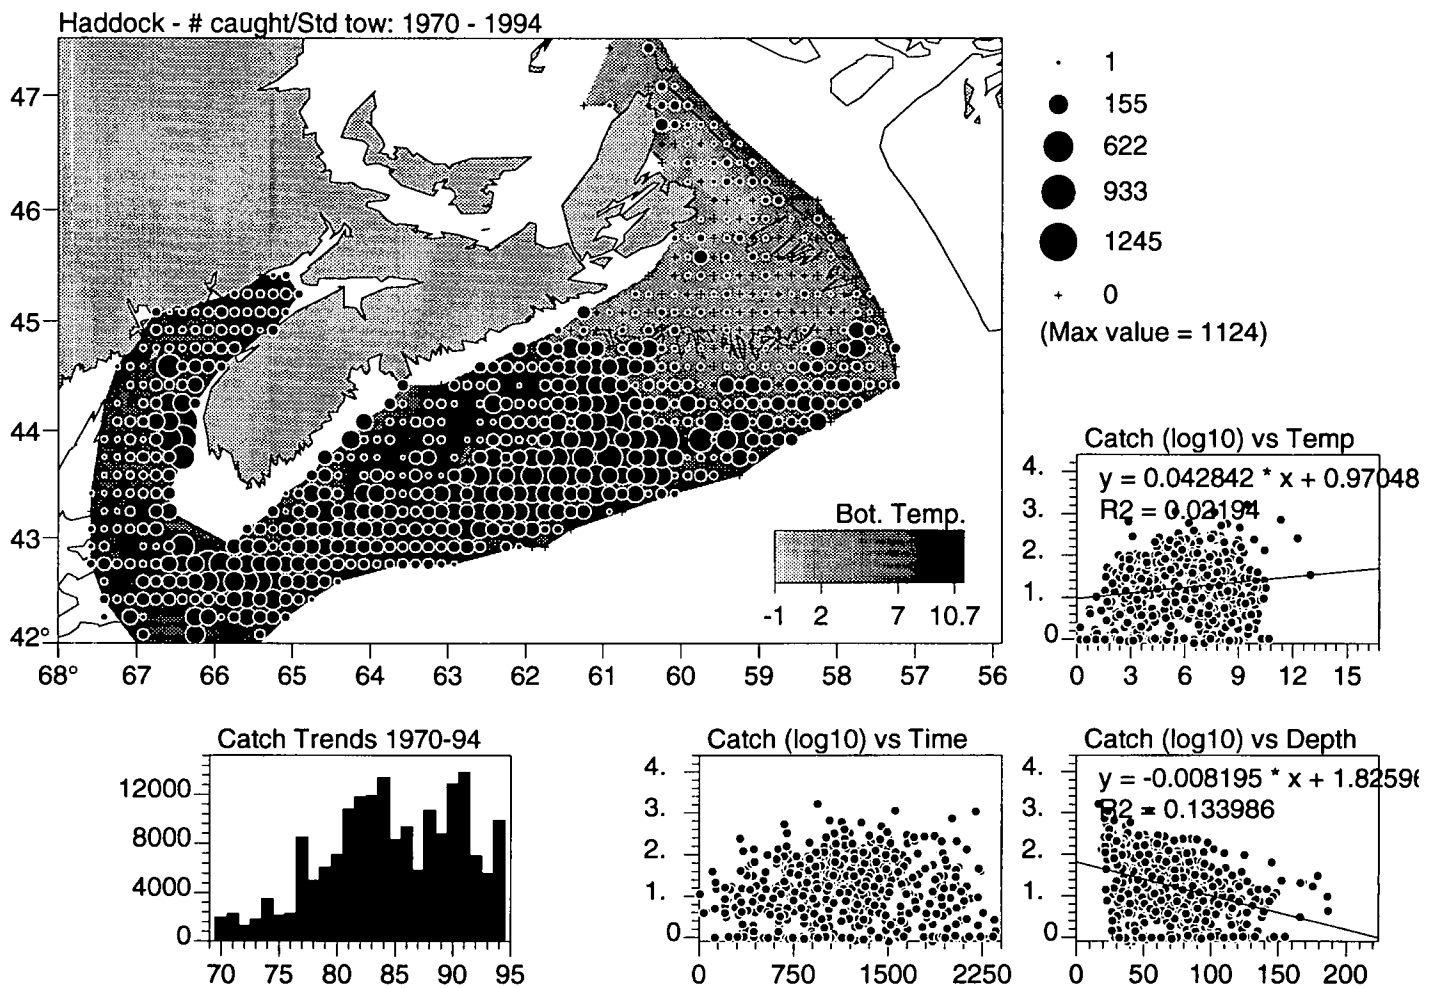 Haddock - # caught/Std tow: 1970 - 1994
47
46
45
44
43
42°
68° 67 66 65 64 63 62 61 60 59 58 57 56
Bot. Temp.
-1 2 7 10.7
1
155
622
933
1245
0
(Max value = 1124)
Catch (log10) vs Temp
y = 0.042842 * x + 0.97048
R2 = 0.02194
4.
3.
2.
1.
0
0 3 6 9 12 15
Catch Trends 1970-94
12000
8000
4000
0
70 75 80 85 90 95
Catch (log10) vs Time
4.
3.
2.
1.
0
0 750 1500 2250
Catch (log10) vs Depth
y = -0.008195 * x + 1.82596
R2 = 0.133986
4.
3.
2.
1.
0
0 50 100 150 200